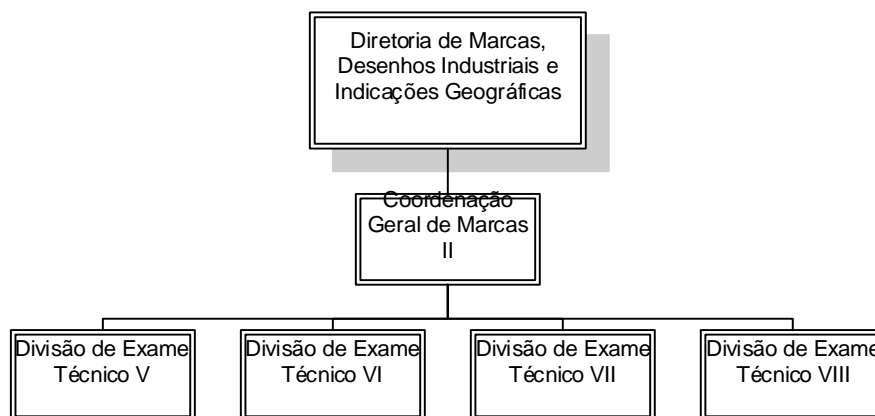 Diretoria de Marcas,
Desenhos Industriais e
Indicações Geográficas
Coordenação
Geral de Marcas
II
Divisão de Exame
Técnico V
Divisão de Exame
Técnico VI
Divisão de Exame
Técnico VII
Divisão de Exame
Técnico VIII